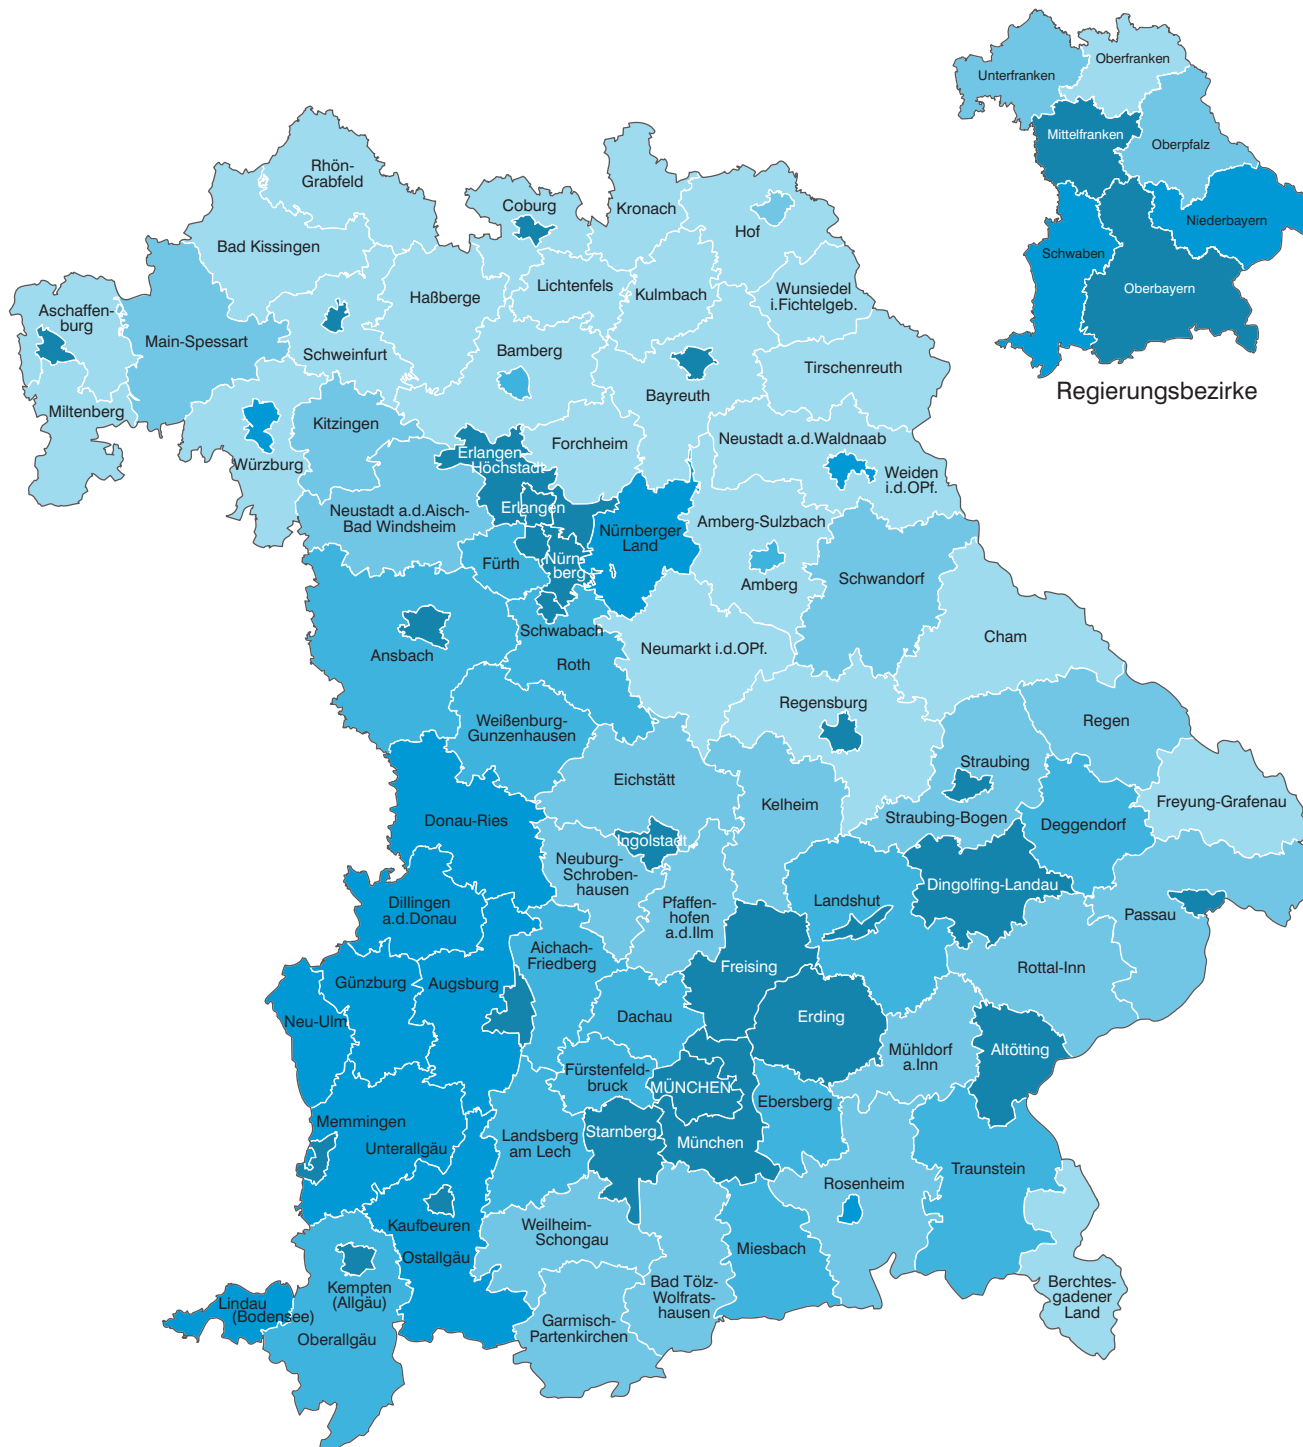 Oberfranken
Unterfranken
Mittelfranken
Oberpfalz
Niederbayern
Schwaben
Oberbayern
Regierungsbezirke
Rhön-
Grabfeld
Coburg
Kronach
Hof
Bad Kissingen
Haßberge
Lichtenfels
Kulmbach
Wunsiedel
i.Fichtelgeb.
Aschaffen-
burg
Main-Spessart
Schweinfurt
Bamberg
Bayreuth
Tirschenreuth
Miltenberg
Kitzingen
Würzburg
Erlangen-
Höchstadt
Forchheim
Neustadt a.d.Waldnaab
Weiden
i.d.OPf.
Neustadt a.d.Aisch-
Bad Windsheim
Erlangen
Nürnberger
Land
Amberg-Sulzbach
Fürth
Nürn-
berg
Amberg
Schwandorf
Ansbach
Schwabach
Roth
Neumarkt i.d.OPf.
Cham
Weißenburg-
Gunzenhausen
Regensburg
Regen
Eichstätt
Straubing
Kelheim
Freyung-Grafenau
Donau-Ries
Ingolstadt
Straubing-Bogen
Deggendorf
Neuburg-
Schroben-
hausen
Dillingen
a.d.Donau
Pfaffen-
hofen
a.d.Ilm
Landshut
Dingolfing-Landau
Passau
Aichach-
Friedberg
Freising
Rottal-Inn
Günzburg
Augsburg
Neu-Ulm
Dachau
Erding
Mühldorf
a.Inn
Altötting
Fürstenfeld-
bruck
MÜNCHEN
Ebersberg
Memmingen
Unterallgäu
Landsberg
am Lech
Starnberg
München
Traunstein
Rosenheim
Kaufbeuren
Weilheim-
Schongau
Miesbach
Ostallgäu
Kempten
(Allgäu)
Bad Tölz-
Wolfrats-
hausen
Berchtes-
gadener
Land
Lindau
(Bodensee)
Oberallgäu
Garmisch-
Partenkirchen